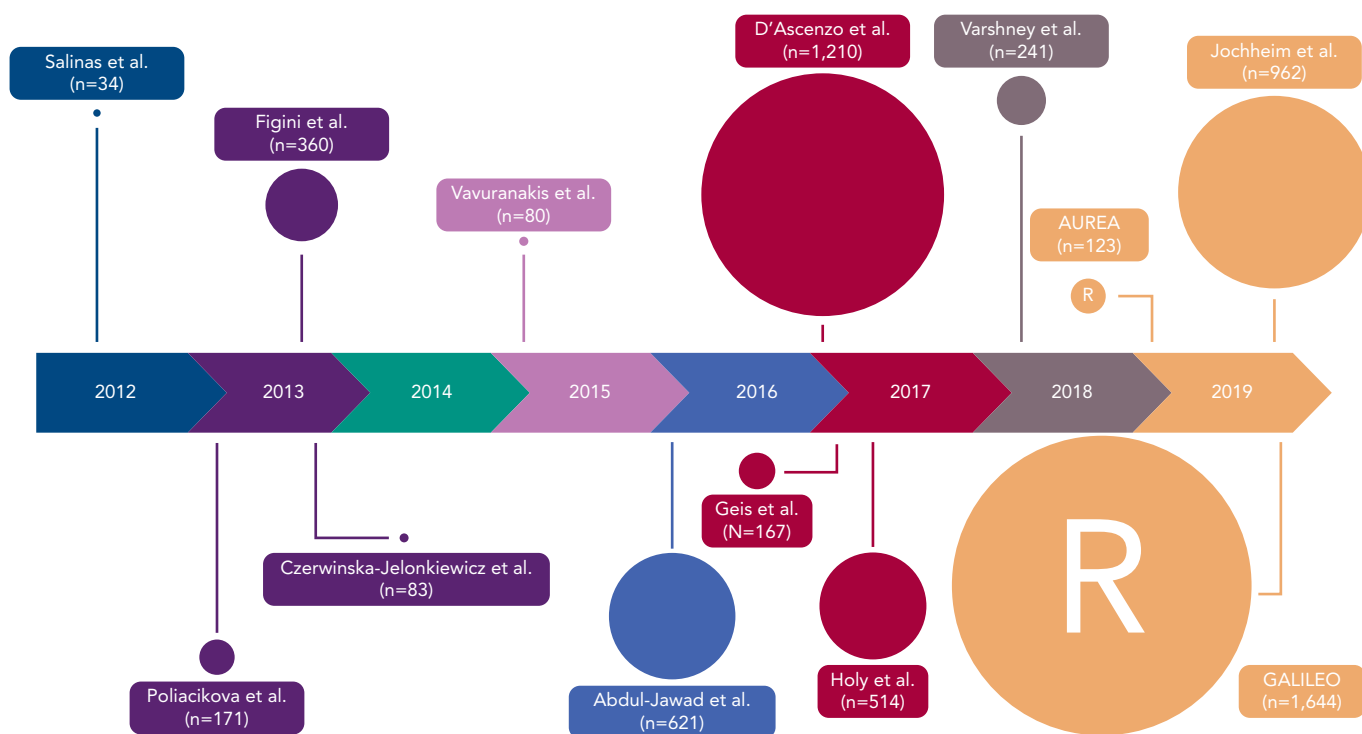 Salinas et al.
(n=34)
Figini et al.
(n=360)
Vavuranakis et al.
(n=80)
D'Ascenzo et al.
(n=1,210)
Varshney et al.
(n=241)
AUREA
(n=123)
R
Jochheim et al.
(n=962)
2012
2013
2014
2015
2016
2017
2018
2019
Poliacikova et al.
(n=171)
Czerwinska-Jelonkiewicz et al.
(n=83)
Abdul-Jawad et al.
(n=621)
Geis et al.
(N=167)
Holy et al.
(n=514)
R
GALILEO
(n=1,644)